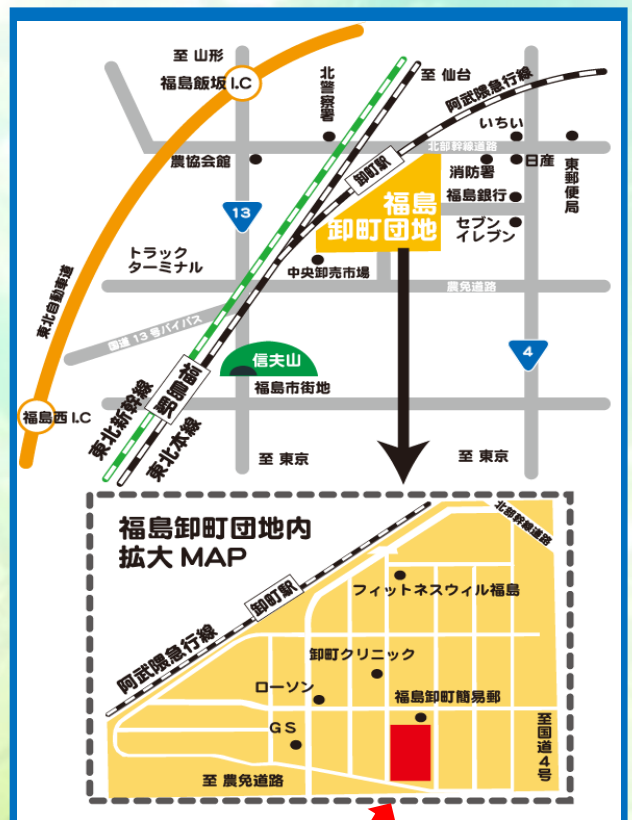 至 山形
福島飯坂 I.C
北警察署
至 仙台
阿武隈急行線
いちい
北部幹線道路
農協会館
卸町駅
消防署
日産
東郵便局
福島銀行
13
福島
卸町団地
セブン
イレブン
トラック
ターミナル
中央卸売市場
東北自動車道
農免道路
国道 13 号バイパス
信夫山
4
福島駅
福島市街地
福島西 I.C
東北新幹線
東北本線
至 東京
至 東京
福島卸町団地内
拡大 MAP
北部幹線道路
フィットネスウィル福島
卸町駅
阿武隈急行線
卸町クリニック
ローソン
福島卸町簡易郵
GS
至国道4号
至 農免道路